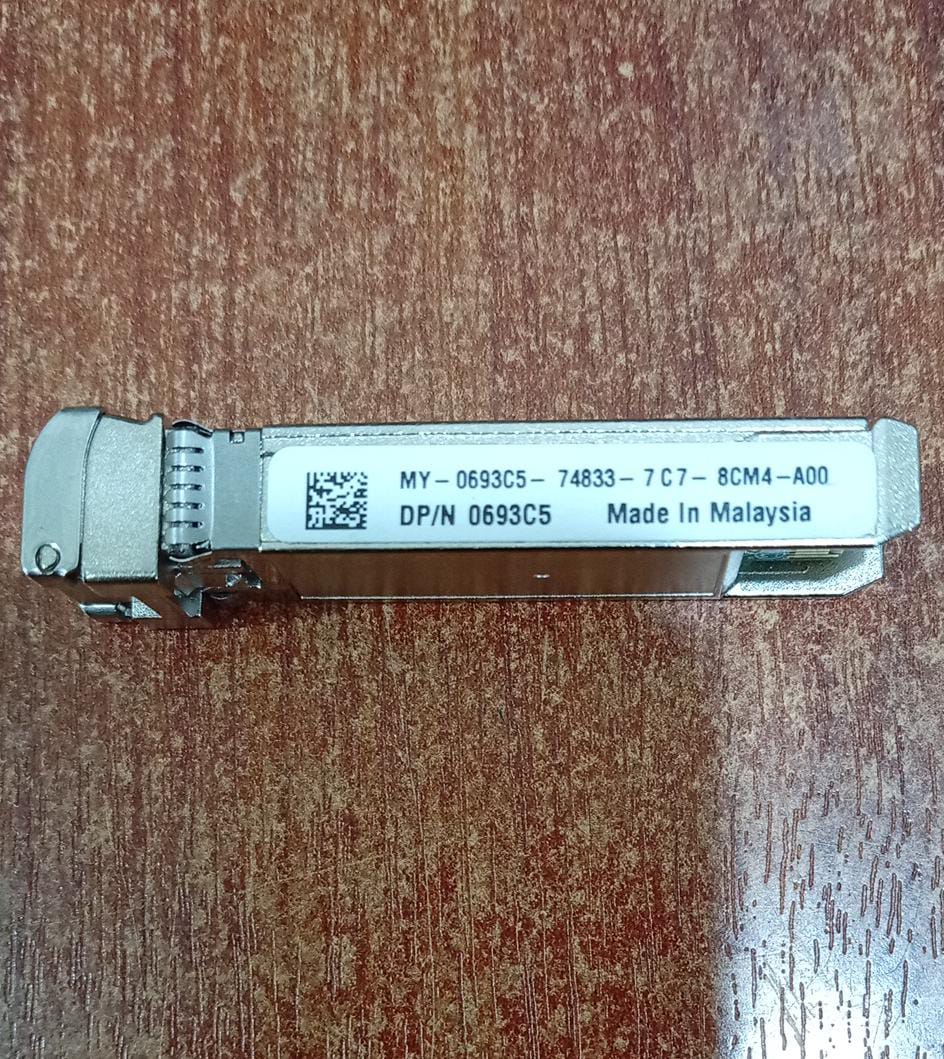 MY-0693C5-74833-7C7-8CM4-A00
DP/N 0693C5 Made In Malaysia